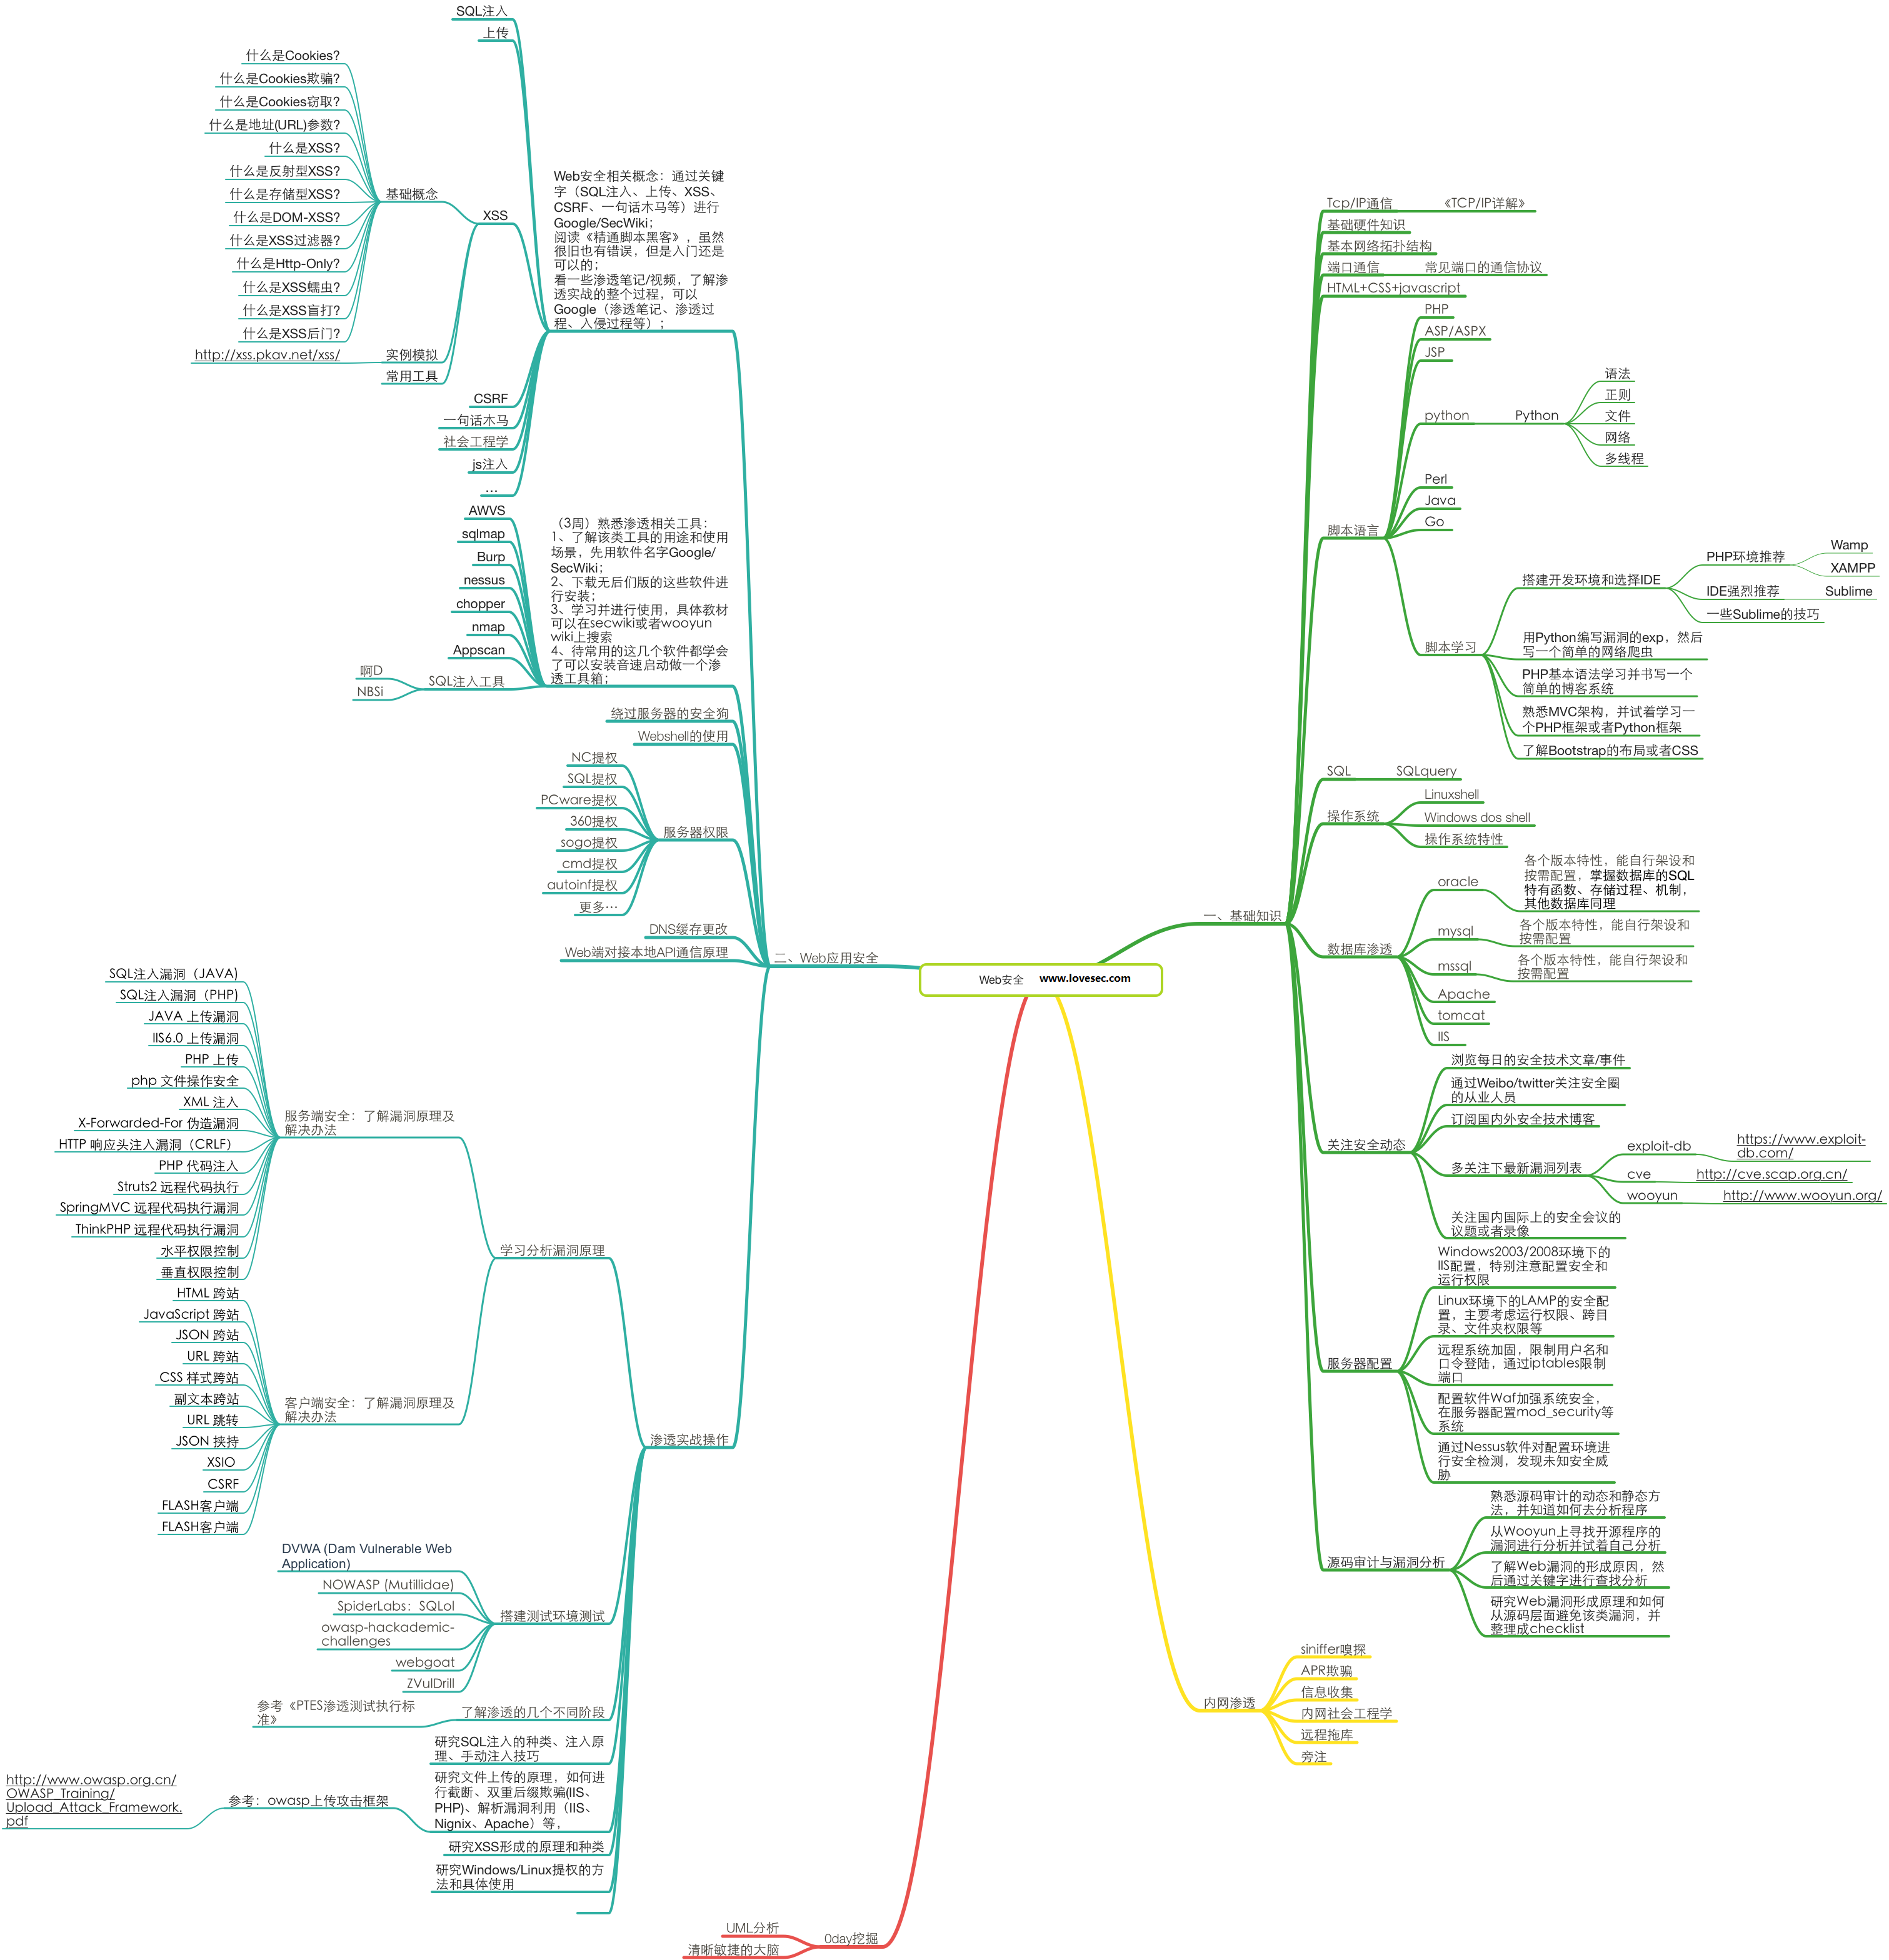 SQL注入
上传
什么是Cookies?
什么是Cookies欺骗?
什么是Cookies窃取?
什么是地址(URL)参数?
什么是XSS?
什么是反射型XSS?
什么是存储型XSS?
什么是DOM-XSS?
什么是XSS过滤器?
什么是Http-Only?
什么是XSS蠕虫?
什么是XSS盲打?
什么是XSS后门?
基础概念
http://xss.pkav.net/xss/
实例模拟
常用工具
XSS
CSRF
一句话木马
社会工程学
js注入
...
Web安全相关概念：通过关键
字（SQL注入、上传、XSS、
CSRF、一句话木马等）进行
Google/SecWiki；
阅读《精通脚本黑客》，虽然
很旧也有错误，但是入门还是
可以的；
看一些渗透笔记/视频，了解渗
透实战的整个过程，可以
Google（渗透笔记、渗透过
程、入侵过程等）；
AWVS
sqlmap
Burp
nessus
chopper
nmap
Appscan
啊D
NBSi
SQL注入工具
（3周）熟悉渗透相关工具：
1、了解该类工具的用途和使用
场景，先用软件名字Google/
SecWiki；
2、下载无后们版的这些软件进
行安装；
3、学习并进行使用，具体教材
可以在secwiki或者wooyun
wiki上搜索
4、待常用的这几个软件都学会
了可以安装音速启动做一个渗
透工具箱；
绕过服务器的安全狗
Webshell的使用
NC提权
SQL提权
PCware提权
360提权
sogo提权
cmd提权
autoinf提权
更多…
服务器权限
DNS缓存更改
Web端对接本地API通信原理
二、Web应用安全
SQL注入漏洞（JAVA)
SQL注入漏洞（PHP)
JAVA 上传漏洞
IIS6.0 上传漏洞
PHP 上传
php 文件操作安全
XML 注入
X-Forwarded-For 伪造漏洞
HTTP 响应头注入漏洞（CRLF）
PHP 代码注入
Struts2 远程代码执行
SpringMVC 远程代码执行漏洞
ThinkPHP 远程代码执行漏洞
水平权限控制
垂直权限控制
服务端安全：了解漏洞原理及
解决办法
HTML 跨站
JavaScript 跨站
JSON 跨站
URL 跨站
CSS 样式跨站
副文本跨站
URL 跳转
JSON 挟持
XSIO
CSRF
FLASH客户端
FLASH客户端
客户端安全：了解漏洞原理及
解决办法
学习分析漏洞原理
渗透实战操作
DVWA (Dam Vulnerable Web
Application)
NOWASP (Mutillidae)
SpiderLabs：SQLol
owasp-hackademic-
challenges
webgoat
ZVulDrill
搭建测试环境测试
参考《PTES渗透测试执行标
准》
了解渗透的几个不同阶段
研究SQL注入的种类、注入原
理、手动注入技巧
http://www.owasp.org.cn/
OWASP_Training/
Upload_Attack_Framework.
pdf
参考：owasp上传攻击框架
研究文件上传的原理，如何进
行截断、双重后缀欺骗(IIS、
PHP)、解析漏洞利用（IIS、
Nignix、Apache）等，
研究XSS形成的原理和种类
研究Windows/Linux提权的方
法和具体使用
UML分析
清晰敏捷的大脑
0day挖掘
Web安全 www.lovesec.com
一、基础知识
Tcp/IP通信
《TCP/IP详解》
基础硬件知识
基本网络拓扑结构
端口通信
常见端口的通信协议
HTML+CSS+javascript
脚本语言
PHP
ASP/ASPX
JSP
python
Python
语法
正则
文件
网络
多线程
Perl
Java
Go
脚本学习
搭建开发环境和选择IDE
PHP环境推荐
Wamp
XAMPP
IDE强烈推荐
Sublime
一些Sublime的技巧
用Python编写漏洞的exp，然后
写一个简单的网络爬虫
PHP基本语法学习并书写一个
简单的博客系统
熟悉MVC架构，并试着学习一
个PHP框架或者Python框架
了解Bootstrap的布局或者CSS
SQL
SQLquery
操作系统
Linuxshell
Windows dos shell
操作系统特性
数据库渗透
oracle
各个版本特性，能自行架设和
按需配置，掌握数据库的SQL
特有函数、存储过程、机制，
其他数据库同理
mysql
各个版本特性，能自行架设和
按需配置
mssql
各个版本特性，能自行架设和
按需配置
Apache
tomcat
IIS
关注安全动态
浏览每日的安全技术文章/事件
通过Weibo/twitter关注安全圈
的从业人员
订阅国内外安全技术博客
多关注下最新漏洞列表
exploit-db
https://www.exploit-
db.com/
cve
http://cve.scap.org.cn/
wooyun
http://www.wooyun.org/
关注国内国际上的安全会议的
议题或者录像
服务器配置
Windows2003/2008环境下的
IIS配置，特别注意配置安全和
运行权限
Linux环境下的LAMP的安全配
置，主要考虑运行权限、跨目
录、文件夹权限等
远程系统加固，限制用户名和
口令登陆，通过iptables限制
端口
配置软件Waf加强系统安全，
在服务器配置mod_security等
系统
通过Nessus软件对配置环境进
行安全检测，发现未知安全威
胁
源码审计与漏洞分析
熟悉源码审计的动态和静态方
法，并知道如何去分析程序
从Wooyun上寻找开源程序的
漏洞进行分析并试着自己分析
了解Web漏洞的形成原因，然
后通过关键字进行查找分析
研究Web漏洞形成原理和如何
从源码层面避免该类漏洞，并
整理成checklist
内网渗透
siniffer嗅探
APR欺骗
信息收集
内网社会工程学
远程拖库
旁注